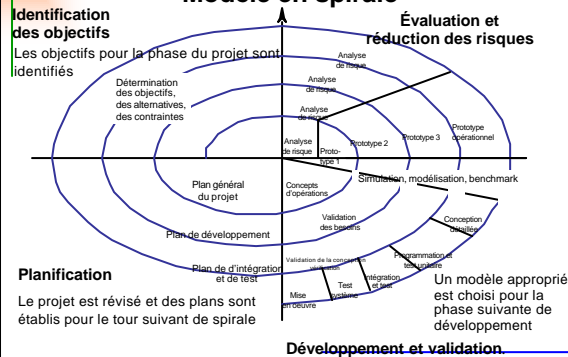 Modèle en spirale
Identification
des objectifs
Les objectifs pour la phase du projet sont
identifiés
Évaluation et
réduction des risques
Détermination
des objectifs,
des alternatives,
des contraintes
Analyse
de risque
Analyse
de risque
Analyse
de risque
Analyse
de risque
Proto-
type 1
Prototype 2
Prototype 3
Prototype
opérationnel
Simulation, modélisation, benchmark
Plan général
du projet
Concepts
d'opérations
Plan de développement
Validation
des besoins
Conception
détaillée
Plan de d'intégration
et de test
Validation de la conception
Programmation et
test unitaire
Intégration
et test
Test
système
Mise
en oeuvre
Planification
Le projet est révisé et des plans sont
établis pour le tour suivant de spirale
Un modèle approprié
est choisi pour la
phase suivante de
développement
Développement et validation.